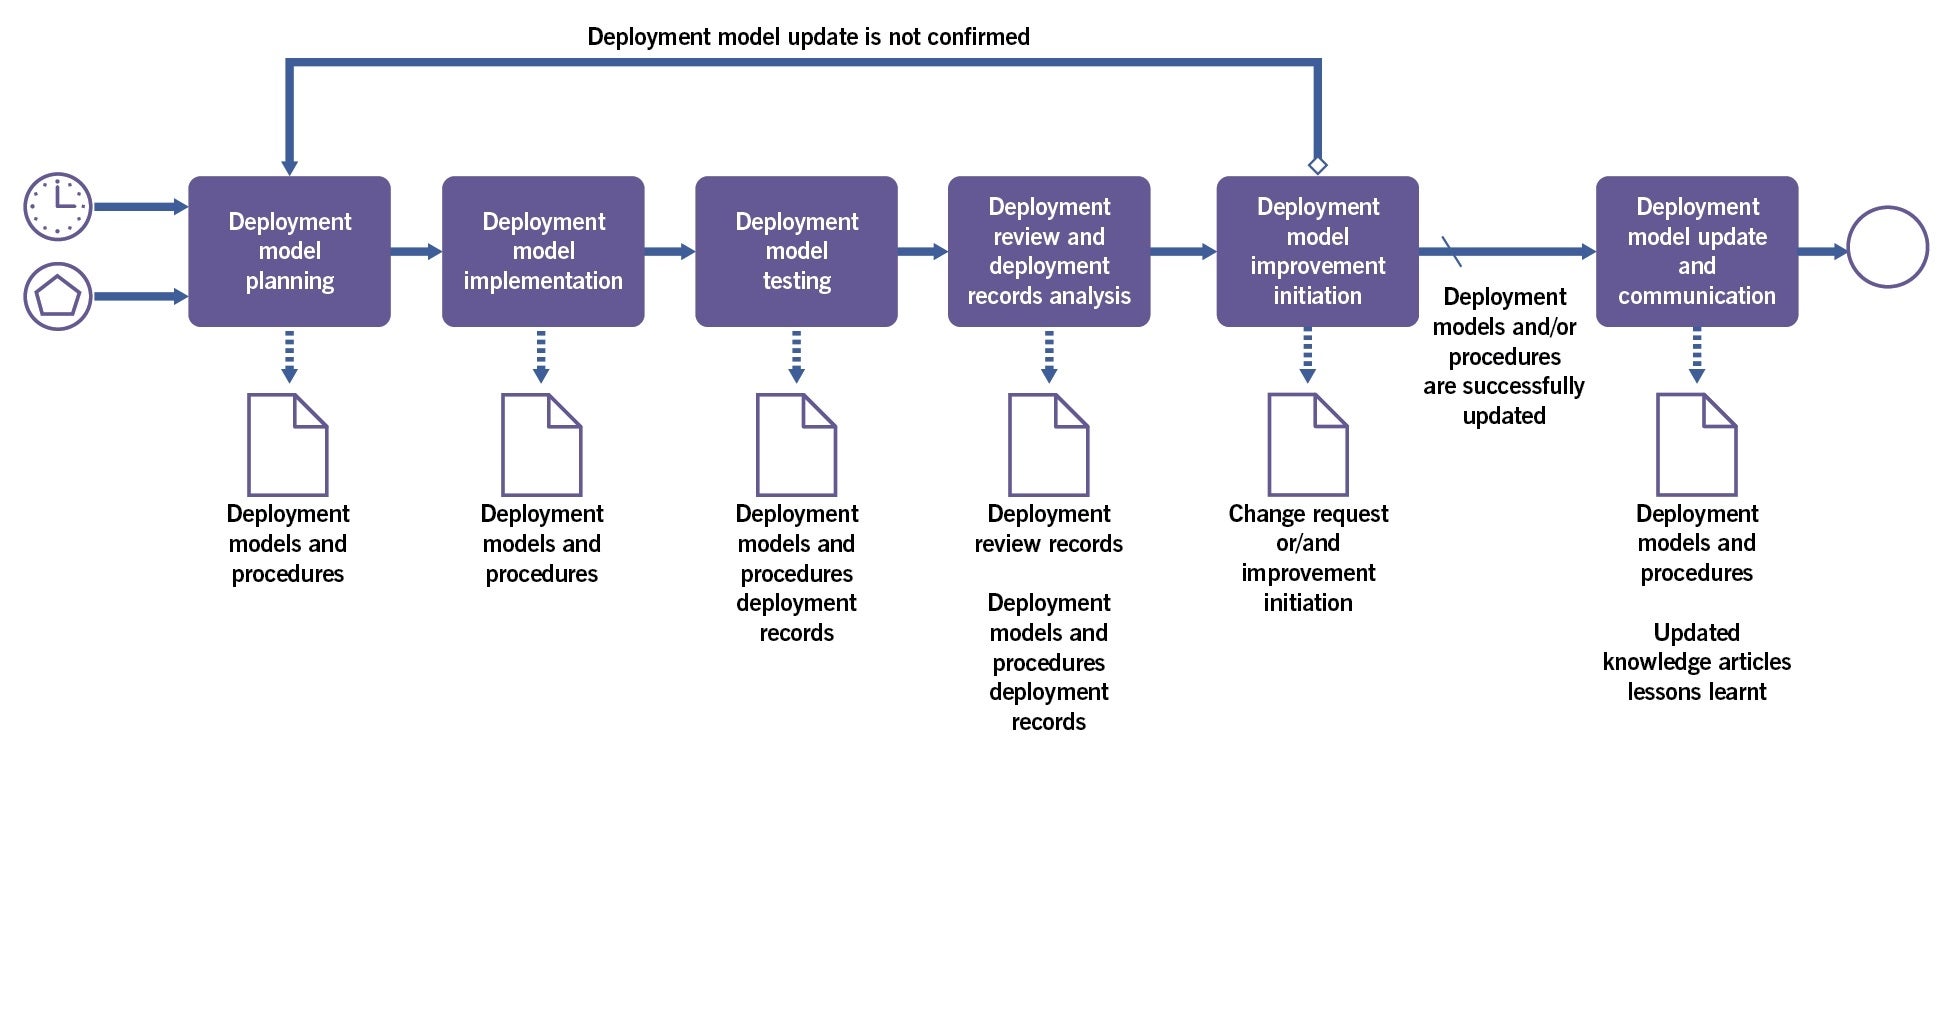 Deployment model update is not confirmed
Deployment
model
planning
Deployment
model
implementation
Deployment
model
testing
Deployment
review and
deployment
records analysis
Deployment
model
improvement
initiation
Deployment
models and/or
procedures
are successfully
updated
Deployment
model update
and
communication
Deployment
models and
procedures
Deployment
models and
procedures
Deployment
models and
procedures
deployment
records
Deployment
review records
Deployment
models and
procedures
deployment
records
Change request
or/and
improvement
initiation
Deployment
models and
procedures
Updated
knowledge articles
lessons learnt